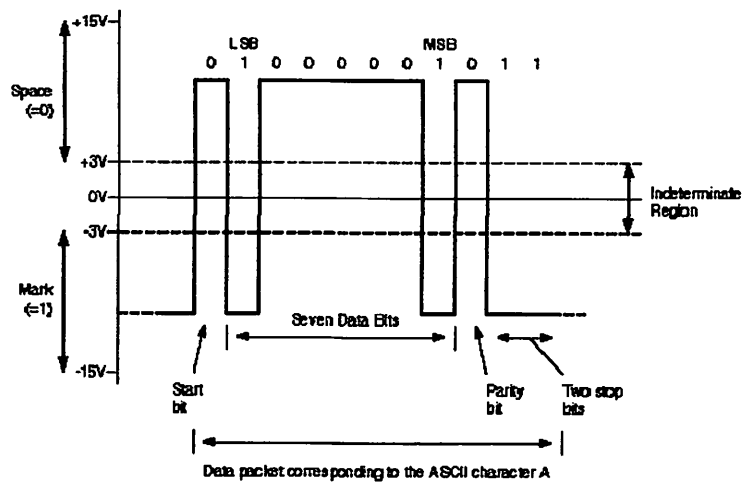 +15V
LSB MSB
0 1 0 0 0 0 0 1 0 1 1
Space
(=0)
+3V
0V
Indeterminate
Region
-3V
Mark
(=1)
Seven Data Bits
-15V
Start
bit
Parity
bit
Two stop
bits
Data packet corresponding to the ASCII character A